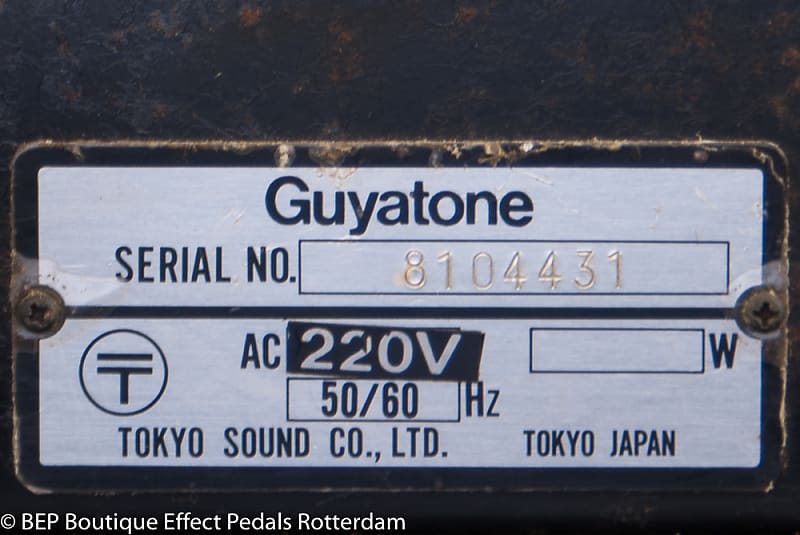 Guyatone
SERIAL NO. 8104431
AC 220V W
50/60 Hz
TOKYO SOUND CO., LTD. TOKYO JAPAN
© BEP Boutique Effect Pedals Rotterdam